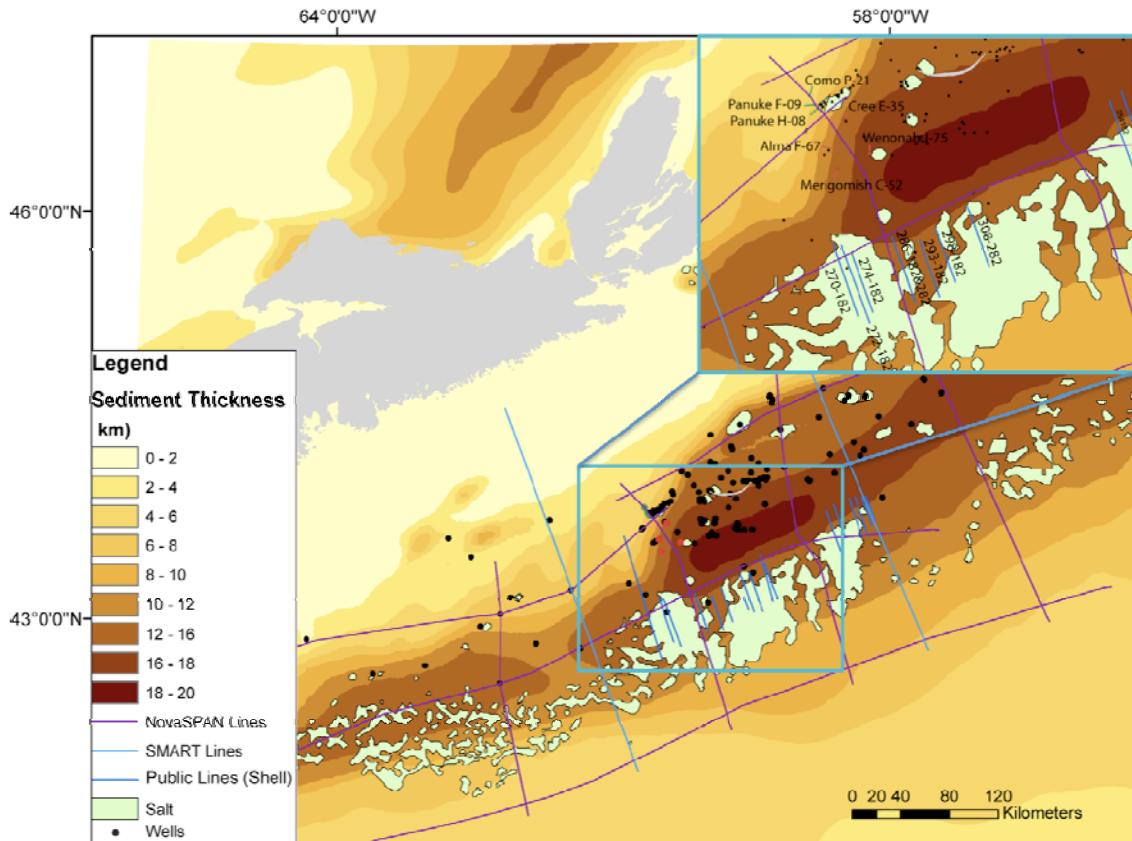 64°0'0"W
58°0'0"W
46°0'0"N
43°0'0"N
Como P-21
Panuke F-09
Cree E-35
Panuke H-08
Alma F-67
Wenonah J-75
Merigomish C-52
270-182
274-182
272-182
293-182
298-182
308-282
Legend
Sediment Thickness
km)
0 - 2
2 - 4
4 - 6
6 - 8
8 - 10
10 - 12
12 - 16
16 - 18
18 - 20
NovaSPAN Lines
SMART Lines
Public Lines (Shell)
Salt
Wells
0 20 40 80 120
Kilometers